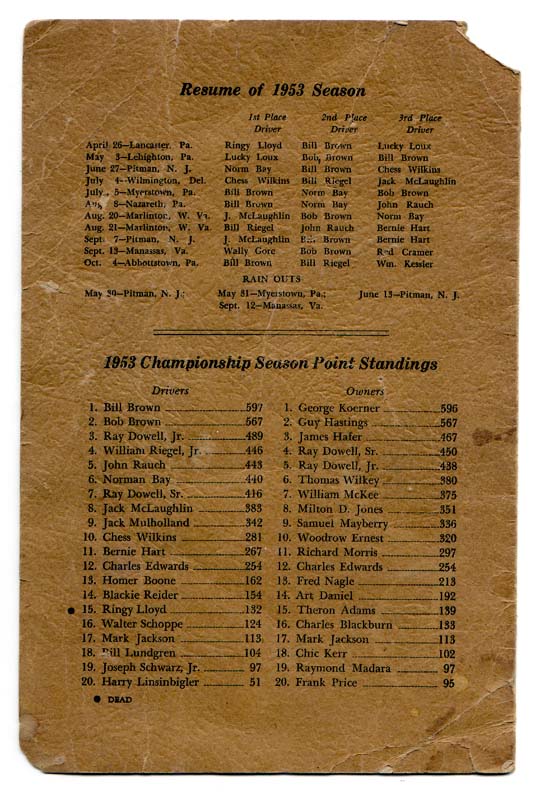 Resume of 1953 Season
1st Place Driver 2nd Place Driver 3rd Place Driver
April 26—Lancaster, Pa. Ringy Lloyd Bill Brown Lucky Loux
May 3—Lehighton, Pa. Lucky Loux Bob, Brown Bill Brown
June 27—Pitman, N. J. Norm Bay Bill Brown Chess Wilkins
July 4—Wilmington, Del. Chess Wilkins Bill Riegel Jack McLaughlin
July 5—Myerstown, Pa. Bill Brown Norm Bay Bob Brown
Aug 8—Nazareth, Pa. Bill Brown Norm Bay John Rauch
Aug. 20—Marlinton, W. Va. J. McLaughlin Bob Brown Norm Bay
Aug. 21—Marlinton, W. Va. Bill Riegel John Rauch Bernie Hart
Sept. 7—Pitman, N. J. J. McLaughlin Bill Brown Bernie Hart
Sept. 13—Manassas, Va. Wally Gore Bob Brown Red Cramer
Oct. 4—Abbottstown, Pa. Bill Brown Bill Riegel Wm. Kessler
RAIN OUTS
May 30—Pitman, N. J.; May 31—Myerstown, Pa.; June 13—Pitman, N. J.
Sept. 12—Manassas, Va.
1953 Championship Season Point Standings
Drivers Owners
1. Bill Brown 597 1. George Koerner 596
2. Bob Brown 567 2. Guy Hastings 567
3. Ray Dowell, Jr. 489 3. James Hafer 467
4. William Riegel, Jr. 446 4. Ray Dowell, Sr. 450
5. John Rauch 443 5. Ray Dowell, Jr. 438
6. Norman Bay 440 6. Thomas Wilkey 380
7. Ray Dowell, Sr. 416 7. William McKee 375
8. Jack McLaughlin 383 8. Milton D. Jones 351
9. Jack Mulholland 342 9. Samuel Mayberry 336
10. Chess Wilkins 281 10. Woodrow Ernest 320
11. Bernie Hart 267 11. Richard Morris 297
12. Charles Edwards 254 12. Charles Edwards 254
13. Homer Boone 162 13. Fred Nagle 213
14. Blackie Reider 154 14. Art Daniel 192
● 15. Ringy Lloyd 132 15. Theron Adams 139
16. Walter Schoppe 124 16. Charles Blackburn 133
17. Mark Jackson 113 17. Mark Jackson 113
18. Bill Lundgren 104 18. Chic Kerr 102
19. Joseph Schwarz, Jr. 97 19. Raymond Madara 97
20. Harry Linsinbigler 51 20. Frank Price 95
● DEAD